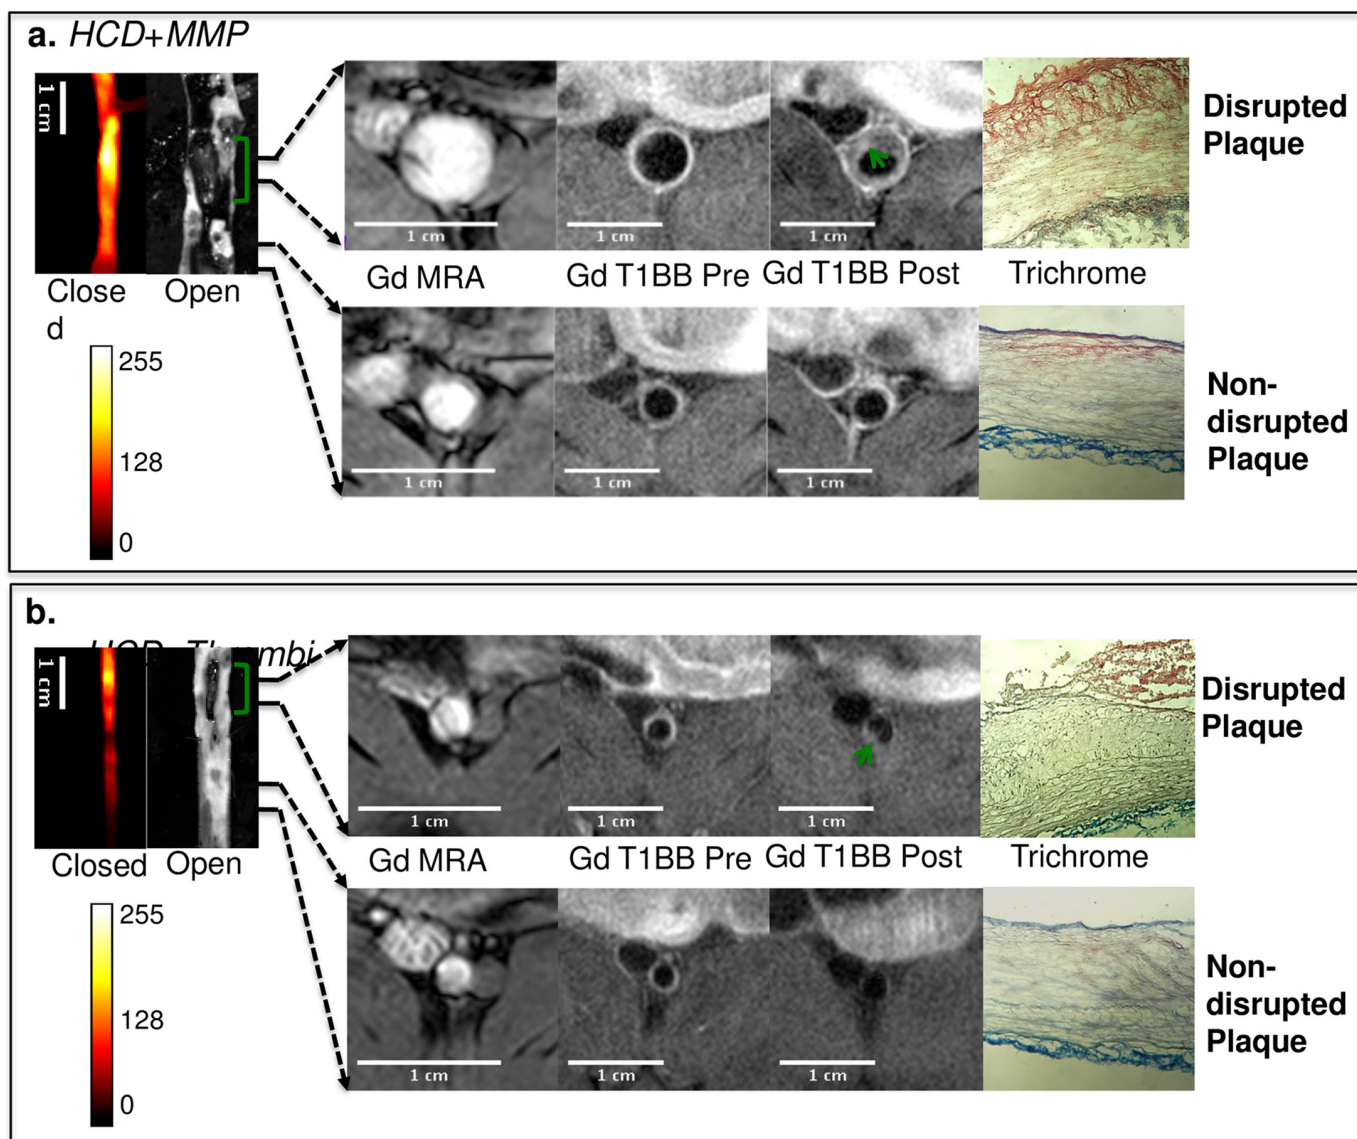 a. HCD+MMP
1 cm
Disrupted
Plaque
1 cm
1 cm
1 cm
Close
d
Open
Gd MRA
Gd T1BB Pre
Gd T1BB Post
Trichrome
255
128
0
Non-
disrupted
Plaque
1 cm
1 cm
1 cm
b.
HCD
mbi
1 cm
Disrupted
Plaque
1 cm
1 cm
1 cm
Closed
Open
Gd MRA
Gd T1BB Pre
Gd T1BB Post
Trichrome
255
128
0
Non-
disrupted
Plaque
1 cm
1 cm
1 cm